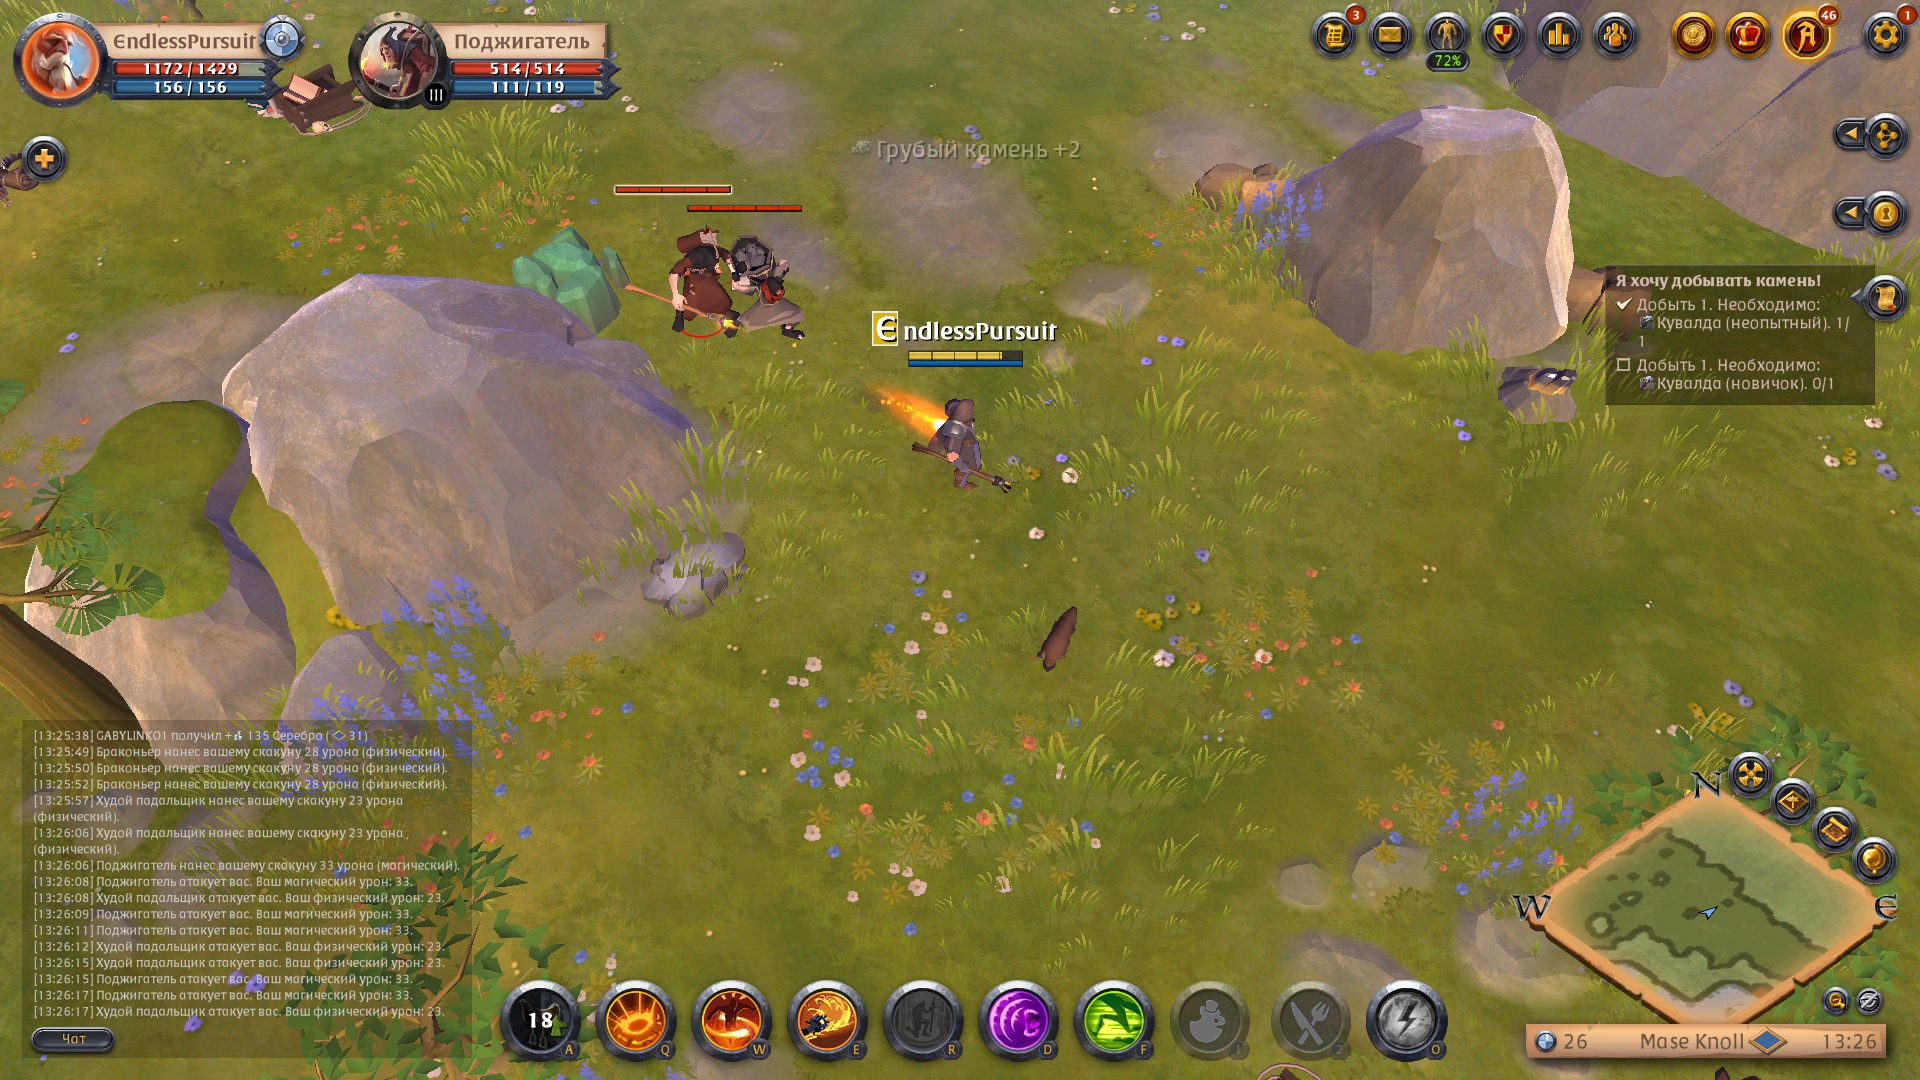 ЄndlessPursuit
1172/1429
156/156
Поджигатель
514/514
111/119
III
3
72%
46
1
Грубый камень +2
ЄndlessPursuit
Я хочу добывать камень!
Добыть 1. Необходимо:
Кувалда (неопытный). 1/
1
Добыть 1. Необходимо:
Кувалда (новичок). 0/1
[13:25:38] GABYLINKO1 получил + 135 Серебро ( 31)
[13:25:49] Браконьер нанес вашему скакуну 28 урона (физический).
[13:25:50] Браконьер нанес вашему скакуну 28 урона (физический).
[13:25:52] Браконьер нанес вашему скакуну 28 урона (физический).
[13:25:57] Худой падальщик нанес вашему скакуну 23 урона
(физический).
[13:26:06] Худой падальщик нанес вашему скакуну 23 урона
(физический).
[13:26:06] Поджигатель нанес вашему скакуну 33 урона (магический).
[13:26:08] Поджигатель атакует вас. Ваш магический урон: 33.
[13:26:08] Худой падальщик атакует вас. Ваш физический урон: 23.
[13:26:09] Поджигатель атакует вас. Ваш магический урон: 33.
[13:26:11] Поджигатель атакует вас. Ваш магический урон: 33.
[13:26:12] Худой падальщик атакует вас. Ваш физический урон: 23.
[13:26:15] Худой падальщик атакует вас. Ваш физический урон: 23.
[13:26:15] Поджигатель атакует вас. Ваш магический урон: 33.
[13:26:17] Поджигатель атакует вас. Ваш магический урон: 33.
[13:26:17] Худой падальщик атакует вас. Ваш физический урон: 23.
Чат
18
A Q W E R D F 1 2 O
N
W
Є
26 Mase Knoll 13:26